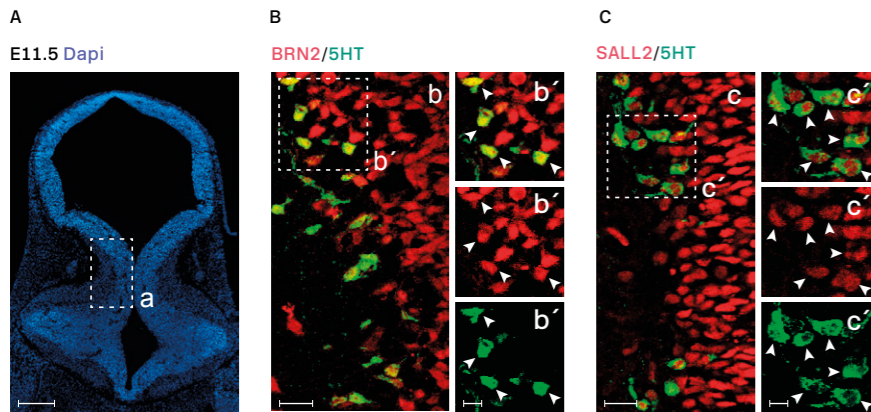 A
E11.5 Dapi
a
B
BRN2/5HT
b
b´
b´
b´
b´
C
SALL2/5HT
c
c´
c´
c´
c´